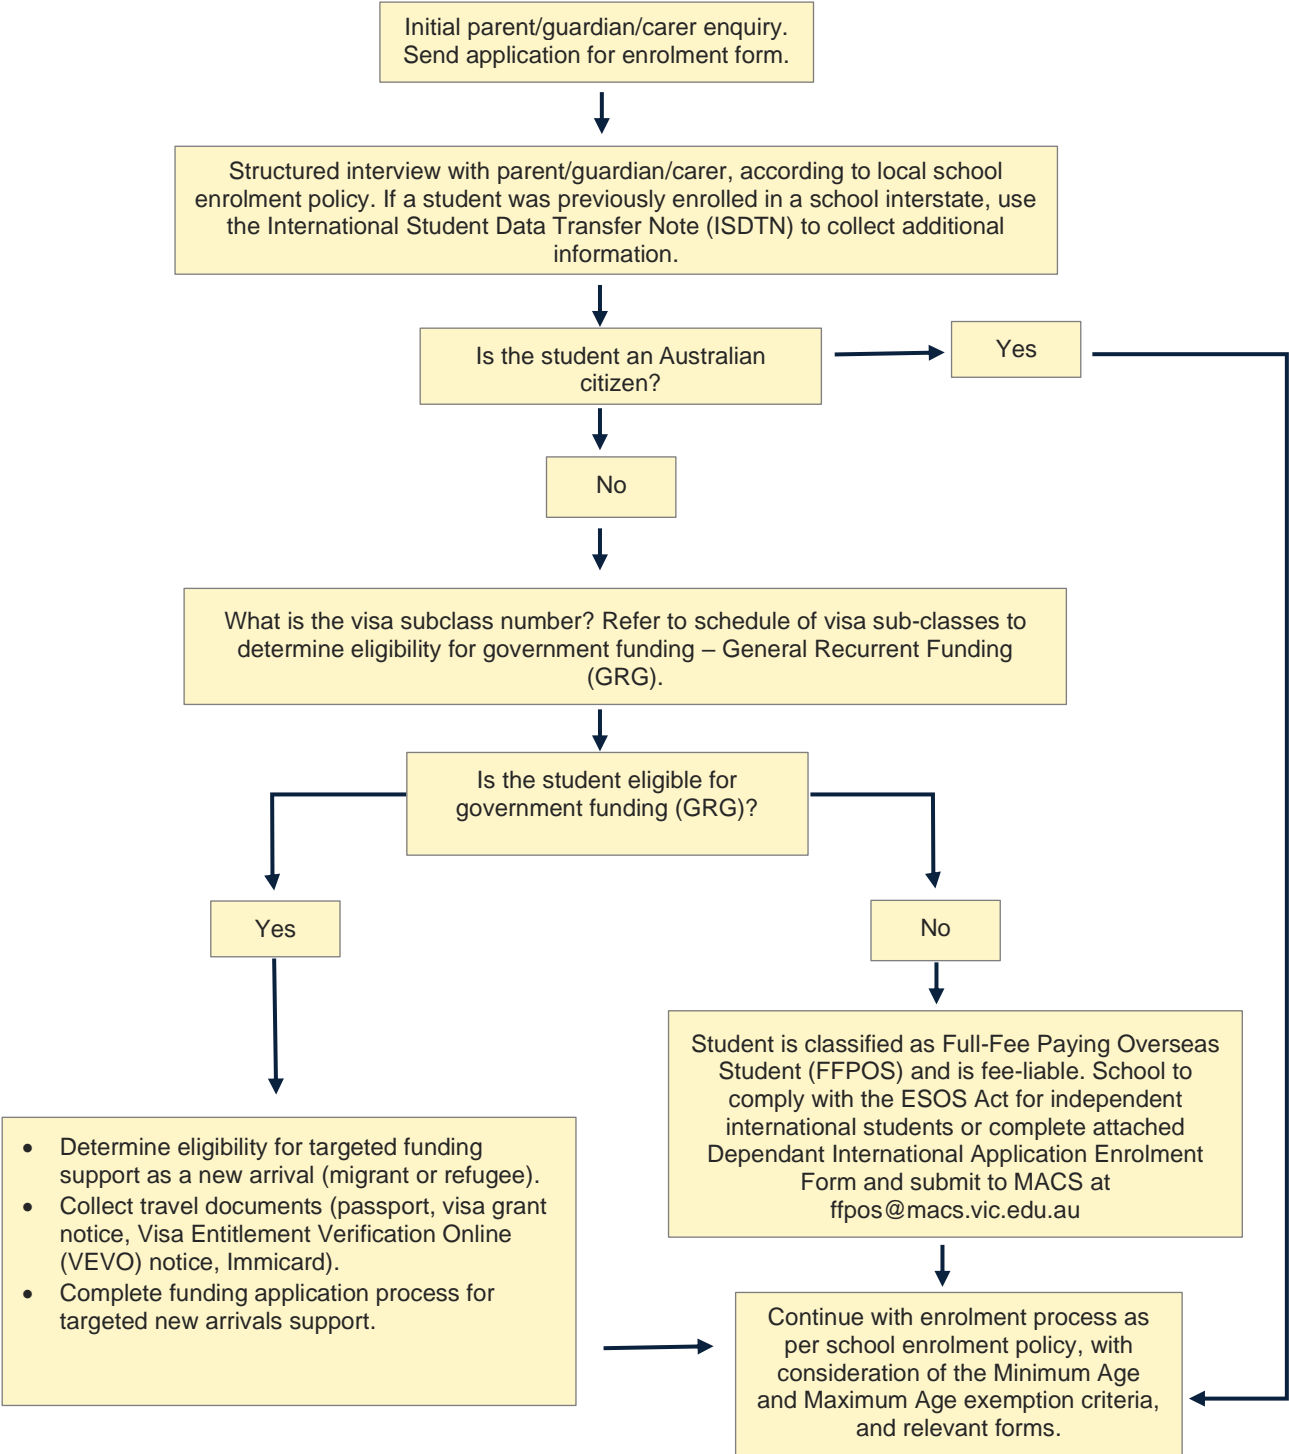 Initial parent/guardian/carer enquiry.
Send application for enrolment form.
Structured interview with parent/guardian/carer, according to local school
enrolment policy. If a student was previously enrolled in a school interstate, use
the International Student Data Transfer Note (ISDTN) to collect additional
information.
Is the student an Australian
citizen?
Yes
No
What is the visa subclass number? Refer to schedule of visa sub-classes to
determine eligibility for government funding – General Recurrent Funding
(GRG).
Is the student eligible for
government funding (GRG)?
Yes
No
Student is classified as Full-Fee Paying Overseas
Student (FFPOS) and is fee-liable. School to
comply with the ESOS Act for independent
international students or complete attached
Dependant International Application Enrolment
Form and submit to MACS at
ffpos@macs.vic.edu.au
• Determine eligibility for targeted funding
support as a new arrival (migrant or refugee).
• Collect travel documents (passport, visa grant
notice, Visa Entitlement Verification Online
(VEVO) notice, Immicard).
• Complete funding application process for
targeted new arrivals support.
Continue with enrolment process as
per school enrolment policy, with
consideration of the Minimum Age
and Maximum Age exemption criteria,
and relevant forms.